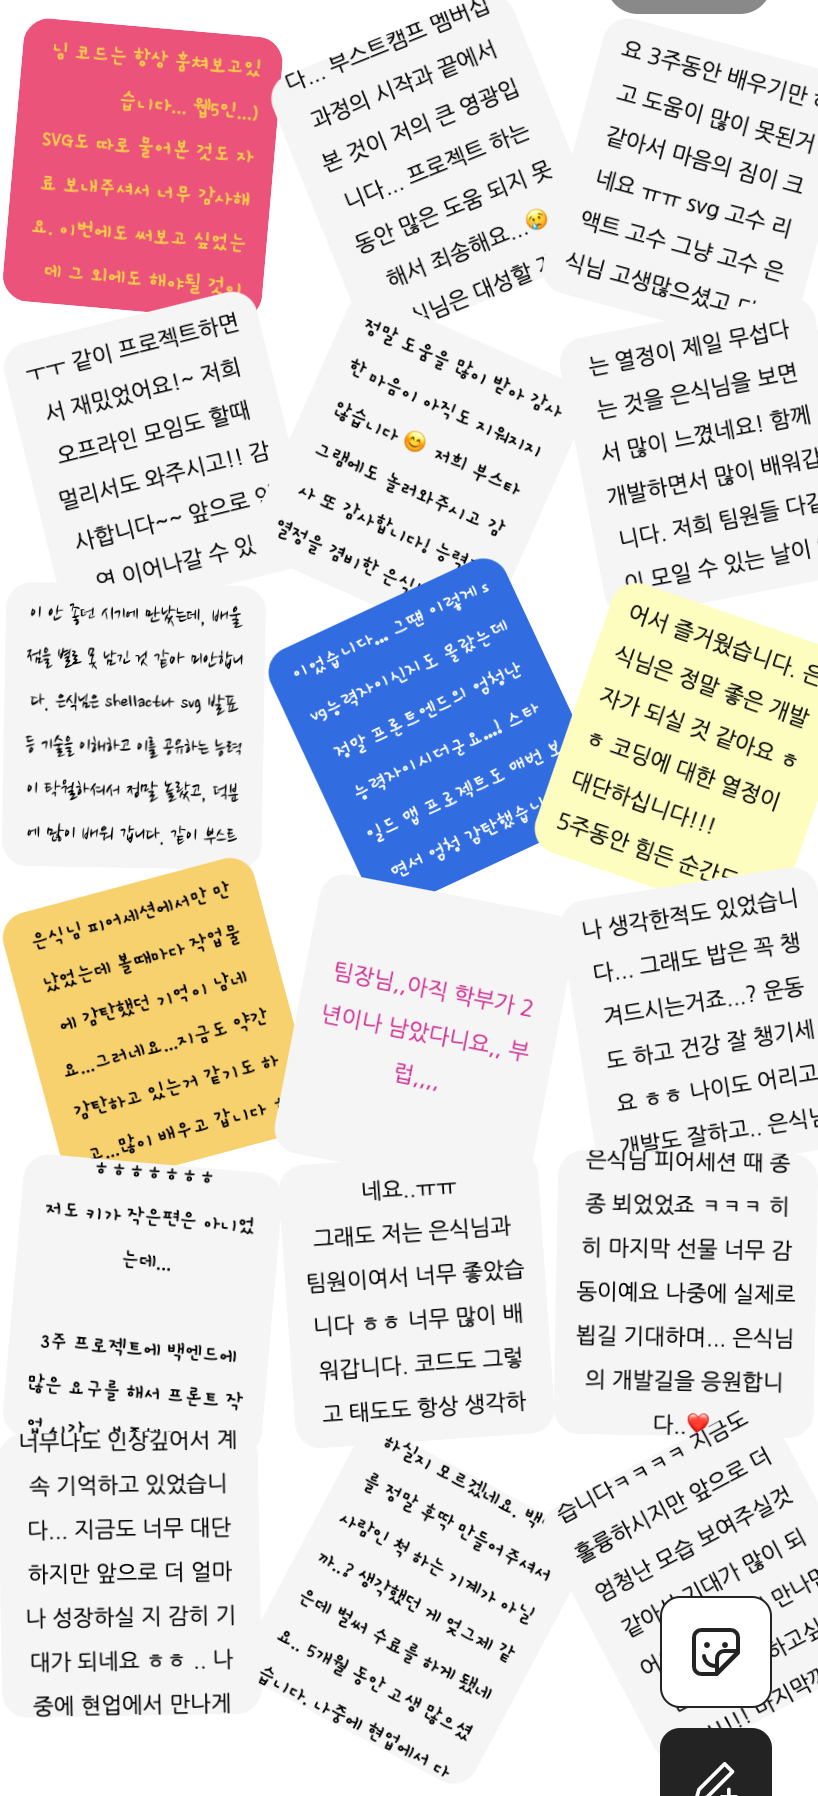 님 코드는 항상 훔쳐보고있
습니다... 웹5인...)
SVG도 따로 물어본 것도 자
료 보내주셔서 너무 감사해
요. 이번에도 써보고 싶었는
데 그 외에도 해야될 것이
다... 부스트캠프 멤버십
과정의 시작과 끝에서
본 것이 저의 큰 영광입
니다... 프로젝트 하는
동안 많은 도움 되지 못
해서 죄송해요...😢
식님은 대성할
요 3주동안 배우기만
고 도움이 많이 못된거
같아서 마음의 짐이 크
네요 ㅠㅠ svg 고수 리
액트 고수 그냥 고수 은
식님 고생많으셨고
ㅜㅜ 같이 프로젝트하면
서 재밌었어요!~ 저희
오프라인 모임도 할때
멀리서도 와주시고!! 감
사합니다~~ 앞으로
여 이어나갈 수 있
정말 도움을 많이 받아 감사
한 마음이 아직도 지워지지
않습니다 😊 저희 부스타
그램에도 놀러와주시고 감
사 또 감사합니다! 능력
열정을 겸비한 은식
는 열정이 제일 무섭다
는 것을 은식님을 보면
서 많이 느꼈네요! 함께
개발하면서 많이 배워갑
니다. 저희 팀원들 다같
이 모일 수 있는 날이
이 안 좋던 시기에 만났는데, 배울
점을 별로 못 남긴 것 같아 미안합니
다. 은식님은 shell부터 svg 발표
등 기술을 이해하고 이를 공유하는 능력
이 탁월하셔서 정말 놀랐고, 덕분
에 많이 배워 갑니다. 같이 부스트
이었습니다... 그땐 이렇게 s
vg능력자이신지도 몰랐는데
정말 프론트엔드의 엄청난
능력자이시더군요...! 스타
일드 맵 프로젝트도 매번 보
면서 엄청 감탄했습니
어서 즐거웠습니다. 은
식님은 정말 좋은 개발
자가 되실 것 같아요 ㅎ
ㅎ 코딩에 대한 열정이
대단하십니다!!!
5주동안 힘든 순간도
은식님 피어세션에서만 만
났었는데 볼때마다 작업물
에 감탄했던 기억이 남네
요...그러네요...지금도 약간
감탄하고 있는거 같기도 하
고...많이 배우고 갑니다
팀장님,,아직 학부가 2
년이나 남았다니요,, 부
럽,,,,
나 생각한적도 있었습니
다... 그래도 밥은 꼭 챙
겨드시는거죠...? 운동
도 하고 건강 잘 챙기세
요 ㅎㅎ 나이도 어리고
개발도 잘하고.. 은식님
ㅎㅎㅎㅎㅎㅎㅎ
저도 키가 작은편은 아니었
는데...
3주 프로젝트에 백엔드에
많은 요구를 해서 프론트 작
네요..ㅠㅠ
그래도 저는 은식님과
팀원이여서 너무 좋았습
니다 ㅎㅎ 너무 많이 배
워갑니다. 코드도 그렇
고 태도도 항상 생각하
은식님 피어세션 때 종
종 뵈었었죠 ㅋㅋㅋ 히
히 마지막 선물 너무 감
동이예요 나중에 실제로
뵙길 기대하며... 은식님
의 개발길을 응원합니
다..❤️
너무나도 인상깊어서 계
속 기억하고 있었습니
다... 지금도 너무 대단
하지만 앞으로 더 얼마
나 성장하실 지 감히 기
대가 되네요 ㅎㅎ .. 나
중에 현업에서 만나게
하실지 모르겠네요. 백
를 정말 후딱 만들어주셔서
사람인 척 하는 기계가 아닐
까..? 생각했던 게 엊그제 같
은데 벌써 수료를 하게 됐네
요.. 5개월 동안 고생 많으셨
습니다. 나중에 현업에서 다
습니다ㅋㅋㅋㅋ 지금도
훌륭하시지만 앞으로 더
엄청난 모습 보여주실것
같아서 기대가 많이 되
만나면
하고싶
마지막까